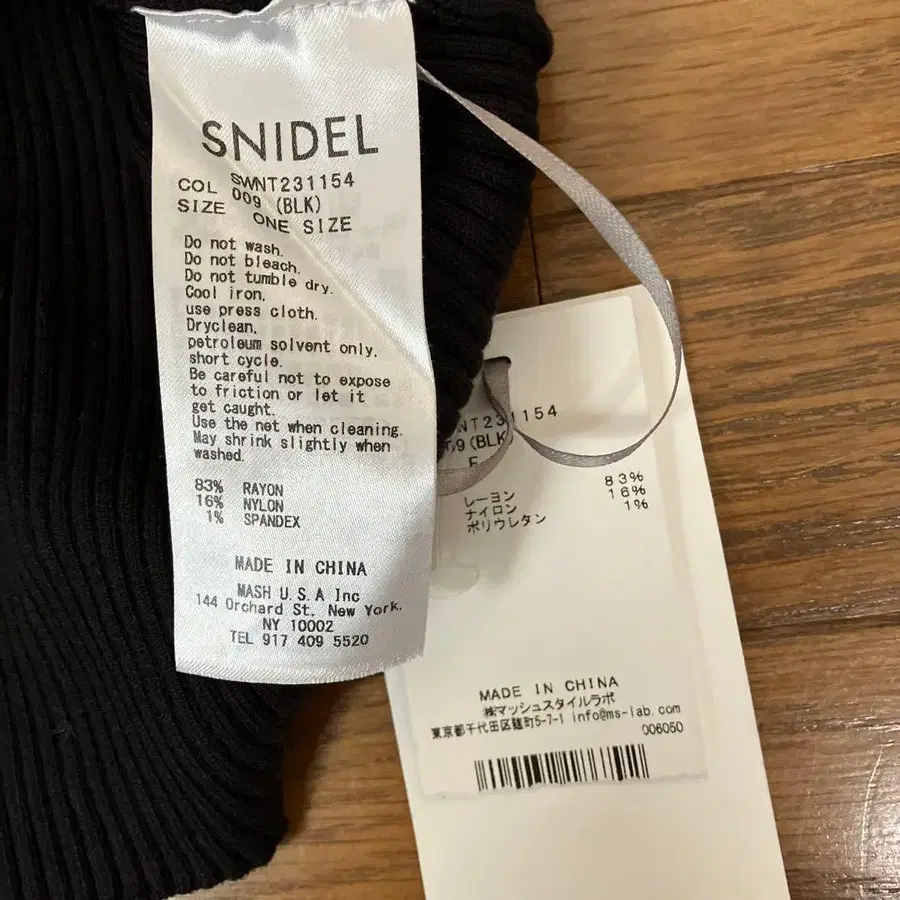 SNIDEL
SWNT231154
COL 009 (BLK)
SIZE ONE SIZE
Do not wash.
Do not bleach.
Do not tumble dry.
Cool iron,
use press cloth.
Dryclean,
petroleum solvent only,
short cycle.
Be careful not to expose
to friction or let it
get caught.
Use the net when cleaning.
May shrink slightly when
washed.
83% RAYON
16% NYLON
1% SPANDEX
MADE IN CHINA
MASH U.S.A Inc
144 Orchard St. New York.
NY 10002
TEL 917 409 5520
WNT231154
9(BLK
F
レーヨン 83%
ナイロン 16%
ポリウレタン 1%
MADE IN CHINA
㈱マッシュスタイルラボ
東京都千代田区麹町5-7-1 info@ms-lab.com
006050